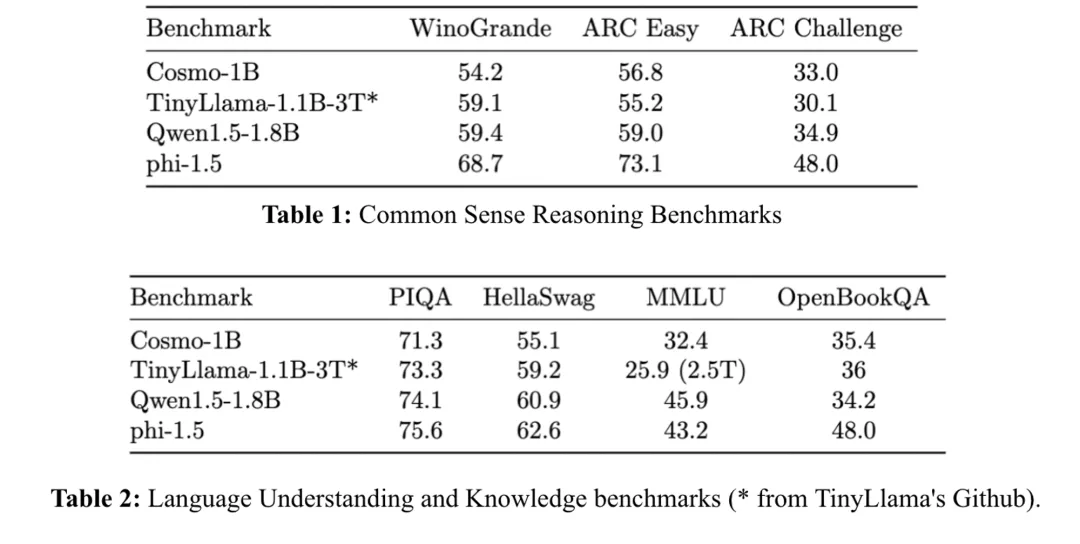 Benchmark WinoGrande ARC Easy ARC Challenge
Cosmo-1B 54.2 56.8 33.0
TinyLlama-1.1B-3T* 59.1 55.2 30.1
Qwen1.5-1.8B 59.4 59.0 34.9
phi-1.5 68.7 73.1 48.0
Table 1: Common Sense Reasoning Benchmarks
Benchmark PIQA HellaSwag MMLU OpenBookQA
Cosmo-1B 71.3 55.1 32.4 35.4
TinyLlama-1.1B-3T* 73.3 59.2 25.9 (2.5T) 36
Qwen1.5-1.8B 74.1 60.9 45.9 34.2
phi-1.5 75.6 62.6 43.2 48.0
Table 2: Language Understanding and Knowledge benchmarks (* from TinyLlama's Github).